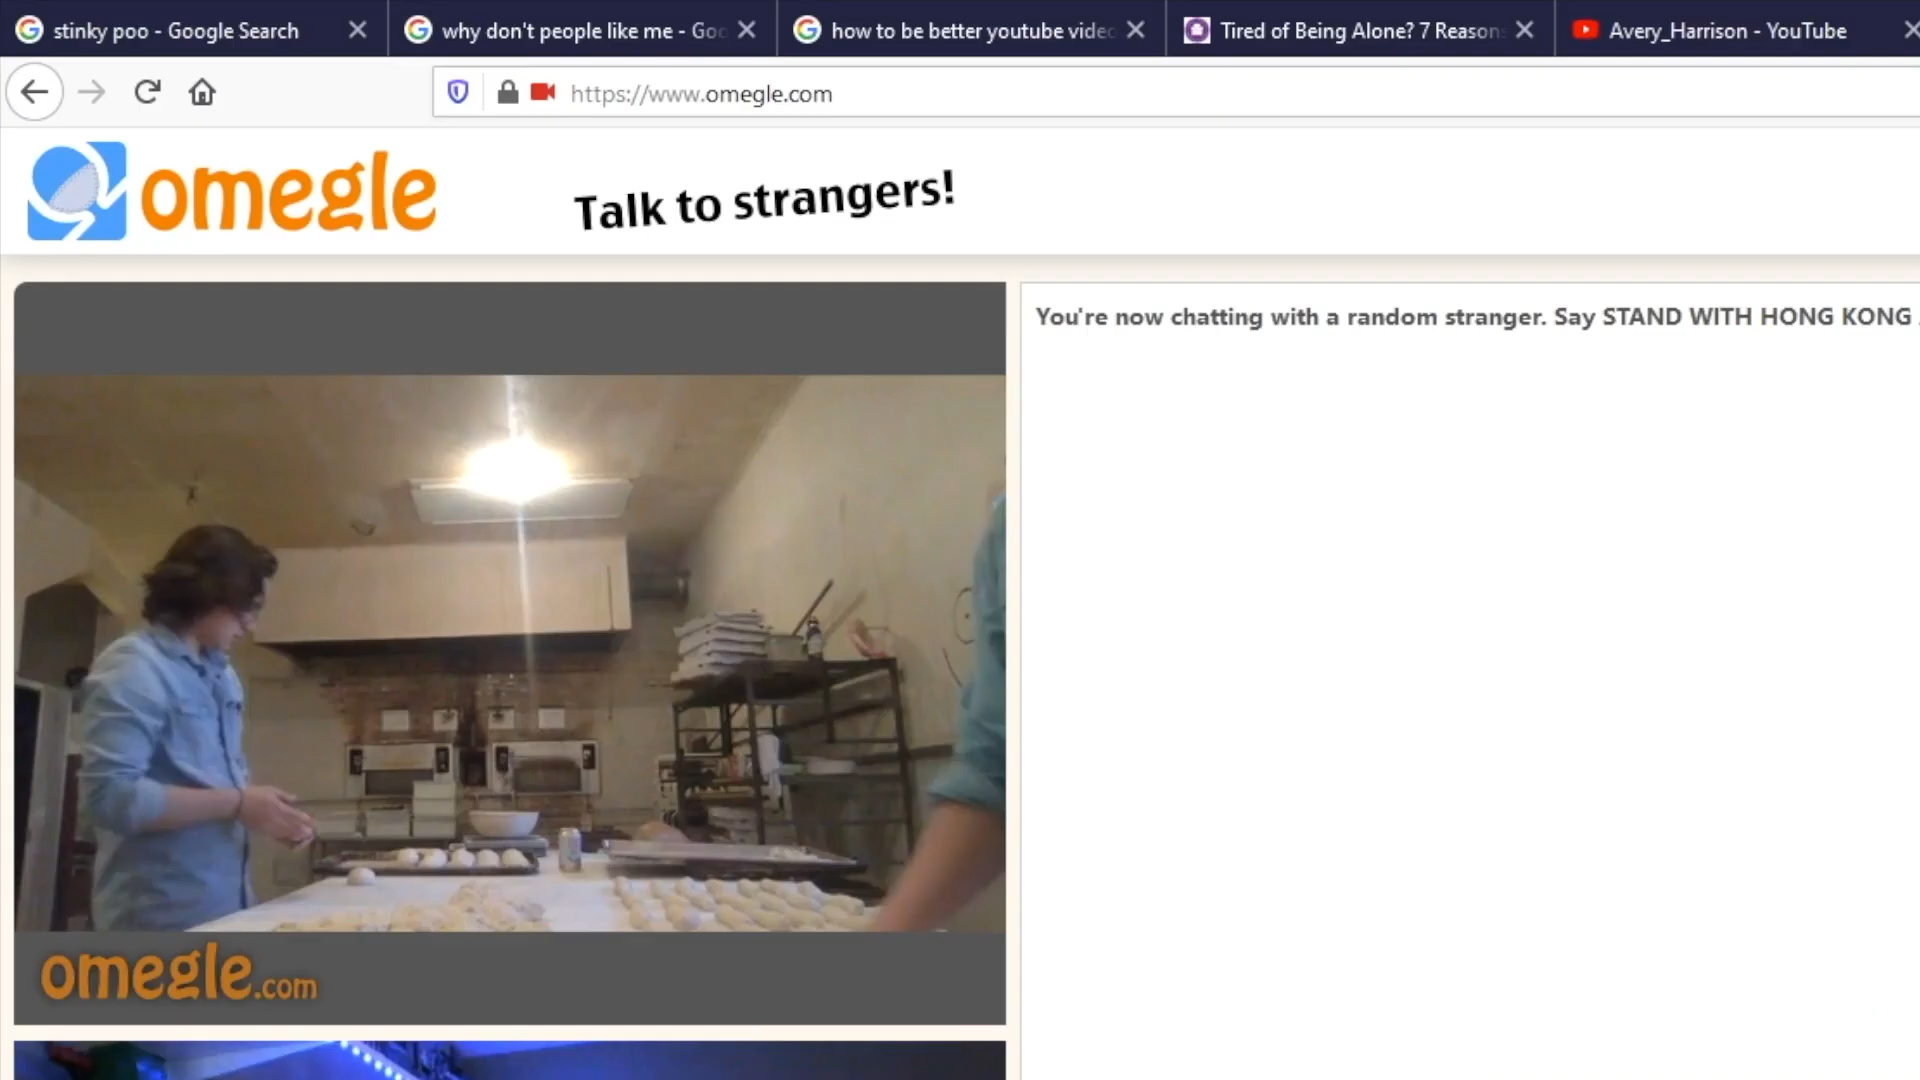 stinky poo - Google Search
why don't people like me - Goo
how to be better youtube video
Tired of Being Alone? 7 Reasons
Avery_Harrison - YouTube
https://www.omegle.com
omegle
Talk to strangers!
You're now chatting with a random stranger. Say STAND WITH HONG KONG
omegle.com